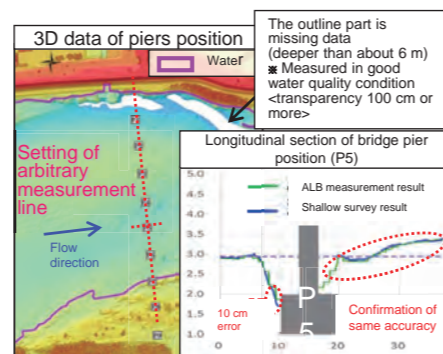 3D data of piers position
Water
The outline part is
missing data
(deeper than about 6 m)
※ Measured in good
water quality condition
<transparency 100 cm or
more>
Setting of
arbitrary
measurement
line
Flow
direction
Longitudinal section of bridge pier
position (P5)
ALB measurement result
Shallow survey result
5.0
4.5
4.0
3.5
3.0
2.5
2.0
1.5
1.0
P
5
10 cm
error
Confirmation of
same accuracy
0
10
20
30